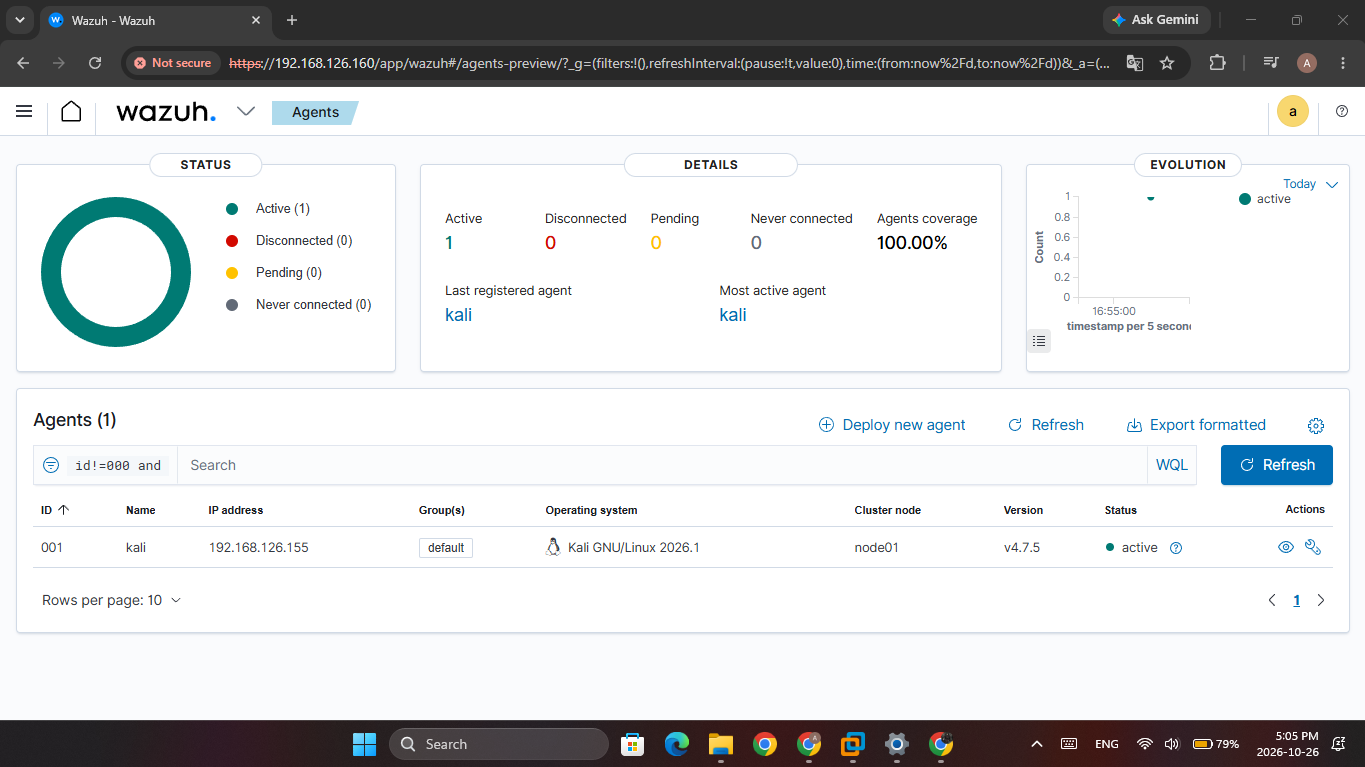 Wazuh - Wazuh
Ask Gemini
Not secure https://192.168.126.160/app/wazuh#/agents-preview/?_g=(filters:!(),refreshInterval:(pause:!t,value:0),time:(from:now%2Fd,to:now%2Fd))&_a=(...
A
wazuh. Agents
a
STATUS
Active (1)
Disconnected (0)
Pending (0)
Never connected (0)
DETAILS
Active Disconnected Pending Never connected Agents coverage
1 0 0 0 100.00%
Last registered agent Most active agent
kali kali
EVOLUTION
Today
active
1
0.8
0.6
0.4
0.2
0
Count
16:55:00
timestamp per 5 secon
Agents (1)
Deploy new agent Refresh Export formatted
id!=000 and Search WQL Refresh
ID Name IP address Group(s) Operating system Cluster node Version Status Actions
001 kali 192.168.126.155 default Kali GNU/Linux 2026.1 node01 v4.7.5 active
Rows per page: 10
1
Search
ENG
79%
5:05 PM
2026-10-26